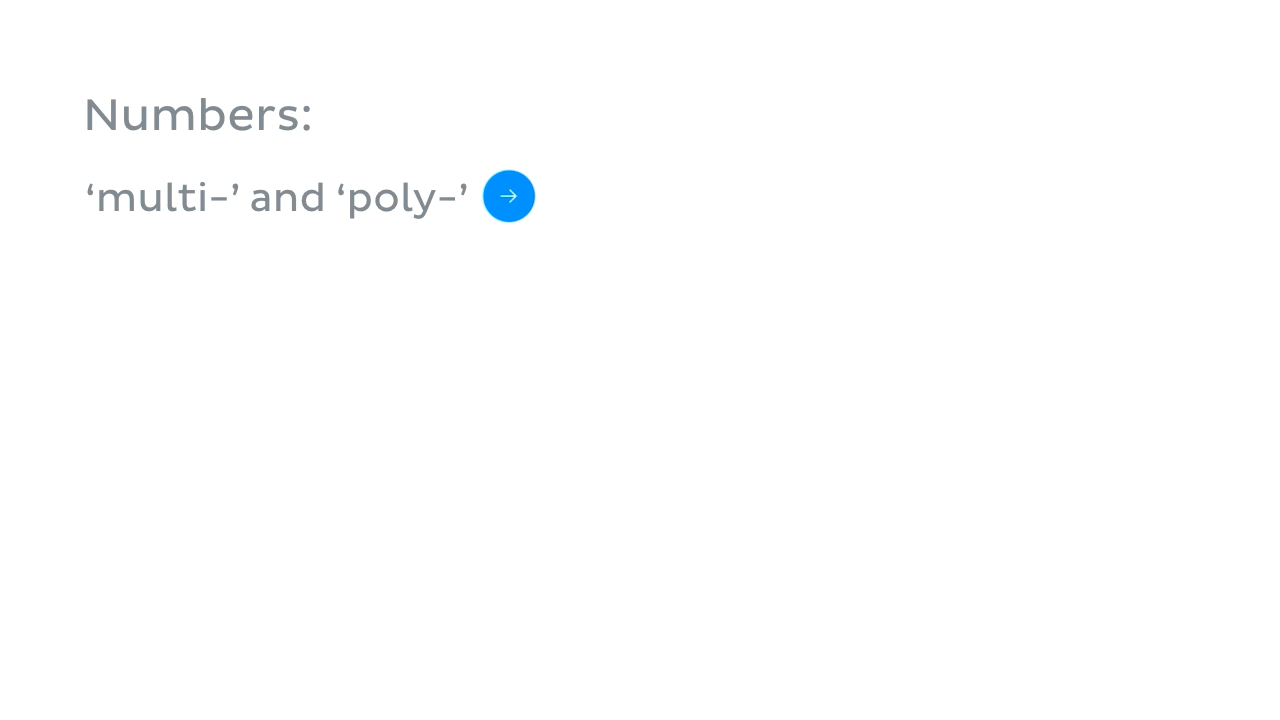 Numbers:
‘multi-’ and ‘poly-’ →